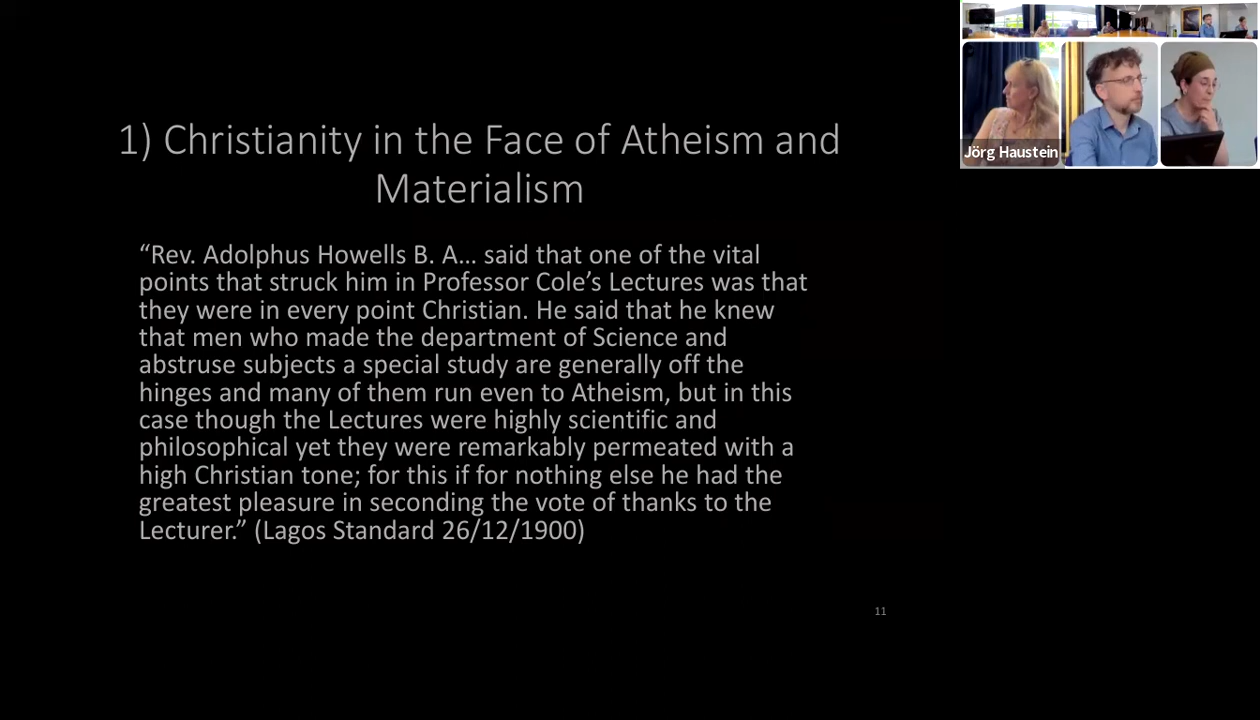 1) Christianity in the Face of Atheism and
Materialism
“Rev. Adolphus Howells B. A… said that one of the vital
points that struck him in Professor Cole’s Lectures was that
they were in every point Christian. He said that he knew
that men who made the department of Science and
abstruse subjects a special study are generally off the
hinges and many of them run even to Atheism, but in this
case though the Lectures were highly scientific and
philosophical yet they were remarkably permeated with a
high Christian tone; for this if for nothing else he had the
greatest pleasure in seconding the vote of thanks to the
Lecturer.” (Lagos Standard 26/12/1900)
11
Jörg Haustein